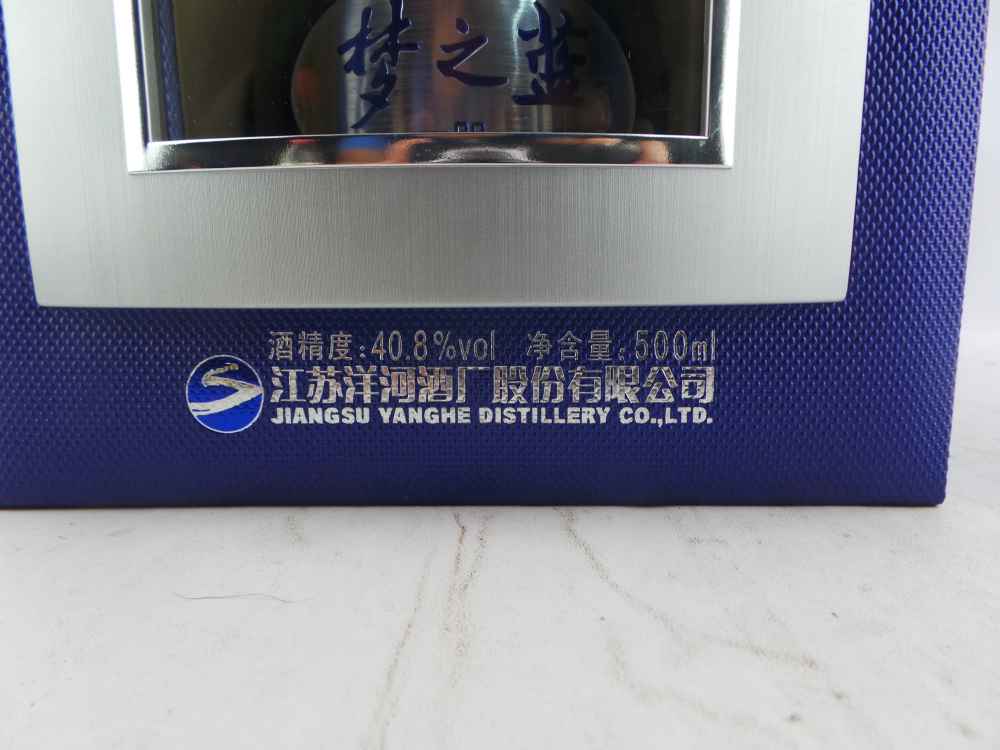 梦之蓝
酒精度:40.8%vol 净含量:500ml
江苏洋河酒厂股份有限公司
JIANGSU YANGHE DISTILLERY CO.,LTD.